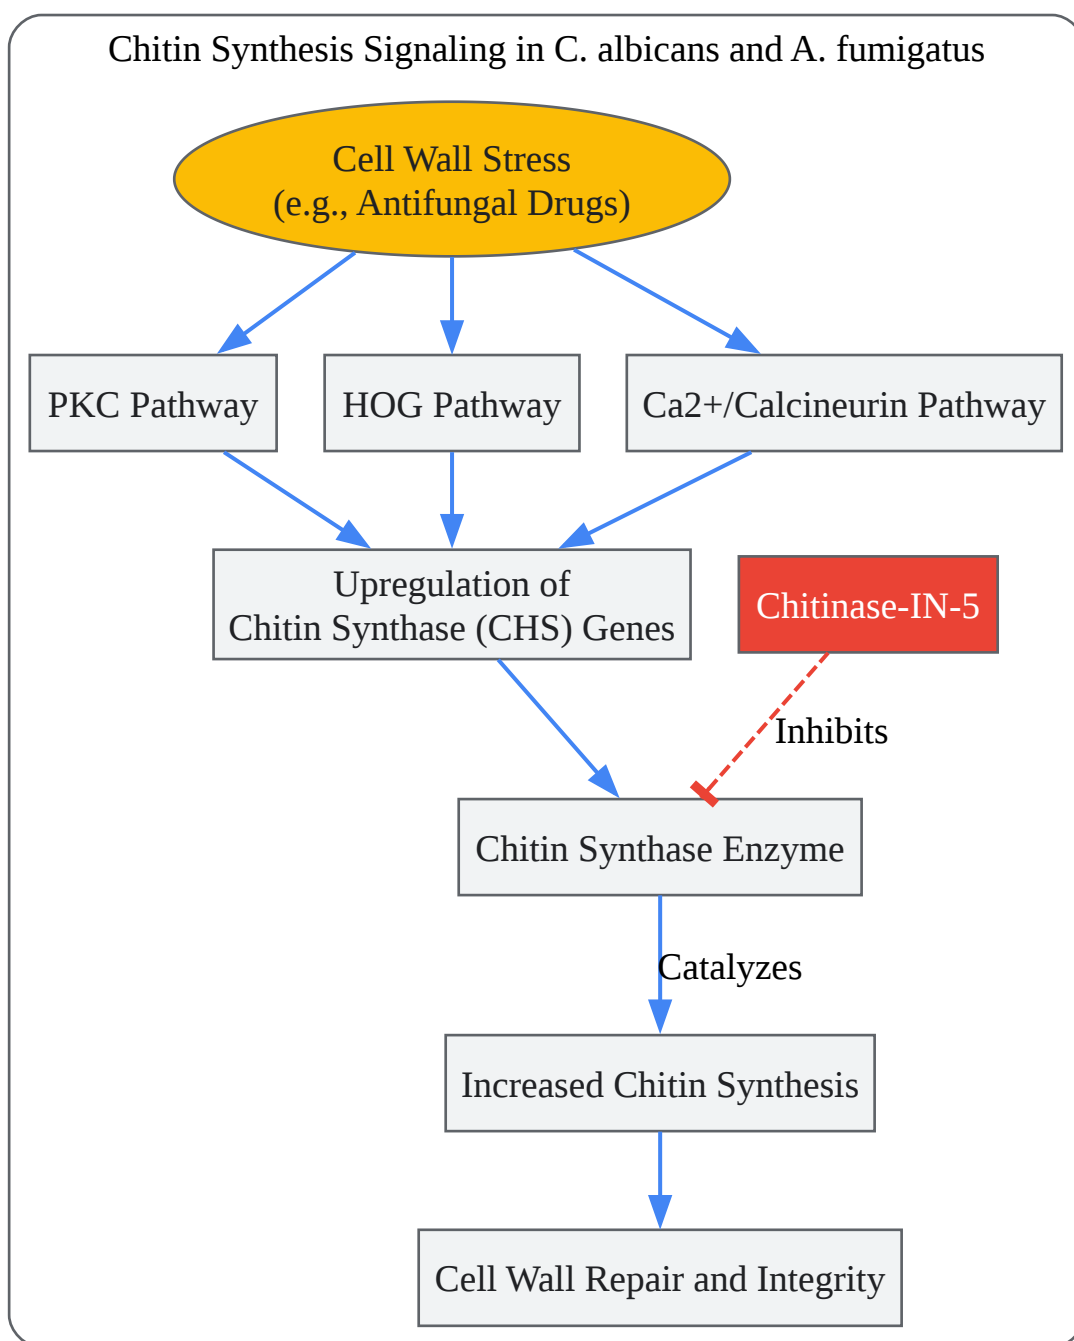 Chitin Synthesis Signaling in C. albicans and A. fumigatus
Cell Wall Stress
(e.g., Antifungal Drugs)
PKC Pathway
HOG Pathway
Ca2+/Calcineurin Pathway
Upregulation of
Chitin Synthase (CHS) Genes
Chitinase-IN-5
Inhibits
Chitin Synthase Enzyme
Catalyzes
Increased Chitin Synthesis
Cell Wall Repair and Integrity